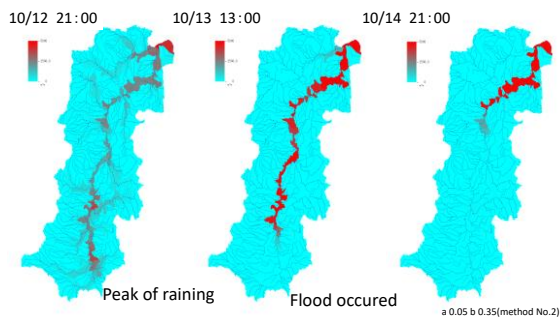 10/12 21:00
10/13 13:00
10/14 21:00
Peak of raining
Flood occured
a 0.05 b 0.35(method No.2)